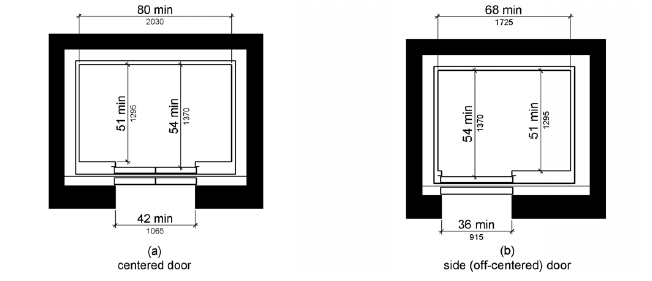 80 min
2030
51 min
1295
54 min
1370
42 min
1065
(a)
centered door
68 min
1725
54 min
1370
51 min
1295
36 min
915
(b)
side (off-centered) door